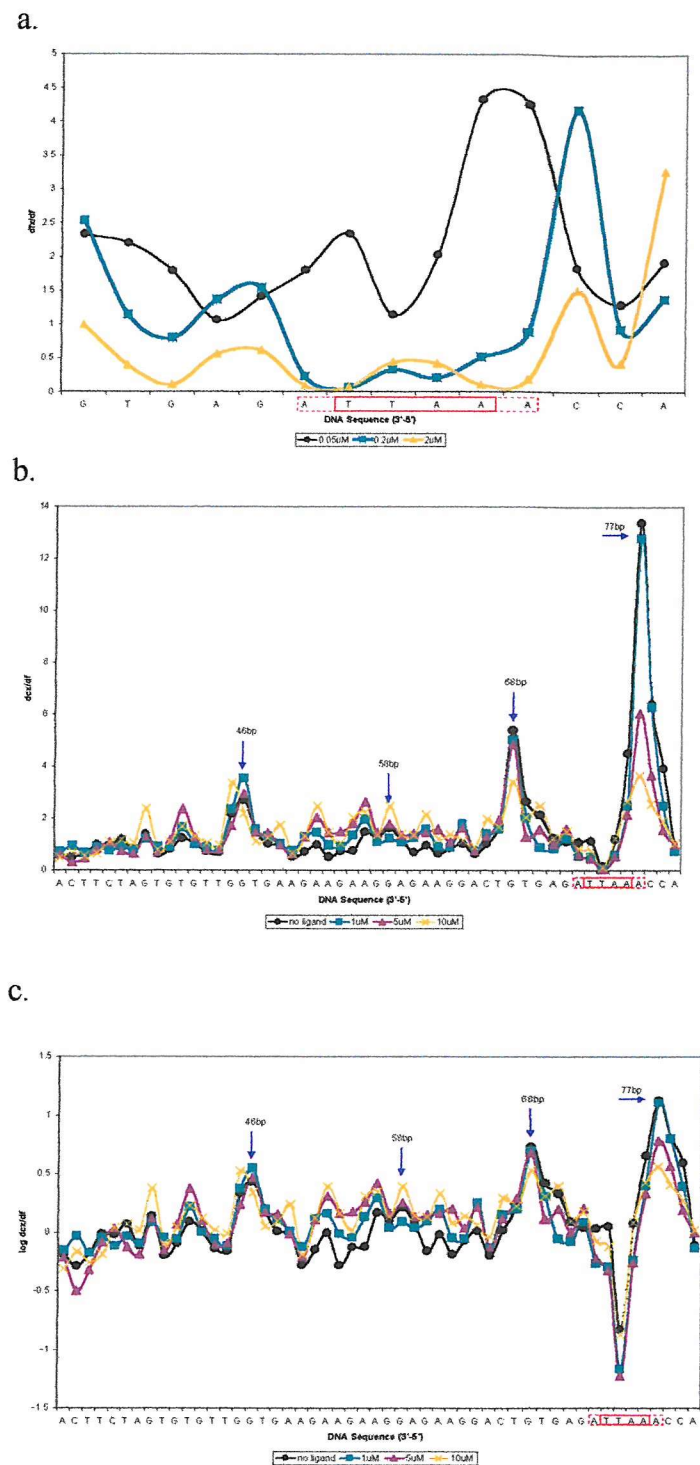 a.
5
4.5
4
3.5
3
2.5
2
1.5
1
0.5
0
G T G A G A T T A A A C C A
DNA Sequence (3'-5')
0.05uM 0.2uM 2uM
b.
14
12
10
8
6
4
2
0
dcx/df
77bp
68bp
46bp
58bp
A C T T C T A G T G T G T T G G T G A A G A A G A A G G A G A A G G A C T G T G A G A T T A A A C C A
DNA Sequence (3'-5')
no ligand 1uM 5uM 10uM
c.
1.5
1
0.5
0
-0.5
-1
-1.5
log dcx/df
77bp
68bp
46bp
58bp
A C T T C T A G T G T G T T G G T G A A G A A G A A G G A G A A G G A C T G T G A G A T T A A A C C A
DNA Sequence (3'-5')
no ligand 1uM 5uM 10uM